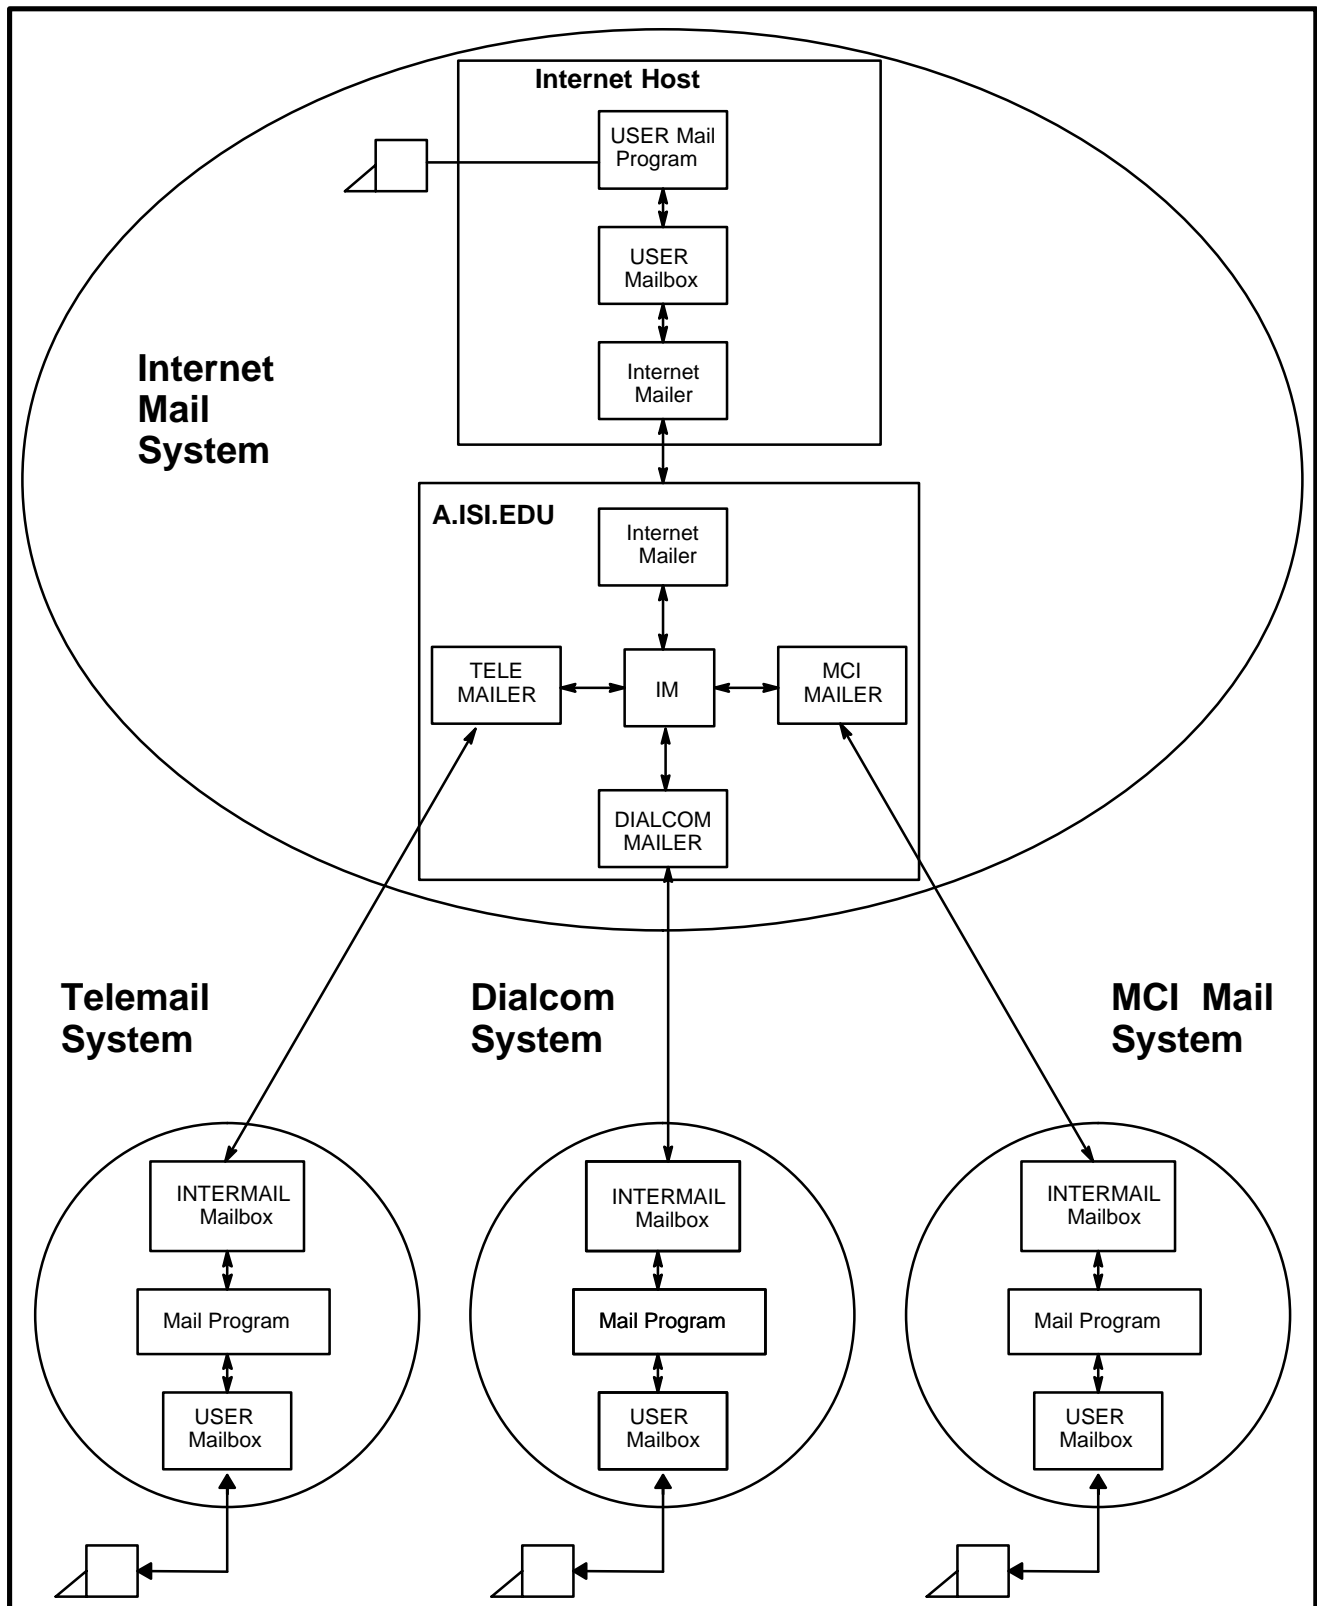 Internet Host
USER Mail
Program
USER
Mailbox
Internet
Mailer
Internet
Mail
System
A.ISI.EDU
Internet
Mailer
TELE
MAILER
IM
MCI
MAILER
DIALCOM
MAILER
Telemail
System
Dialcom
System
MCI Mail
System
INTERMAIL
Mailbox
Mail Program
USER
Mailbox
INTERMAIL
Mailbox
Mail Program
USER
Mailbox
INTERMAIL
Mailbox
Mail Program
USER
Mailbox